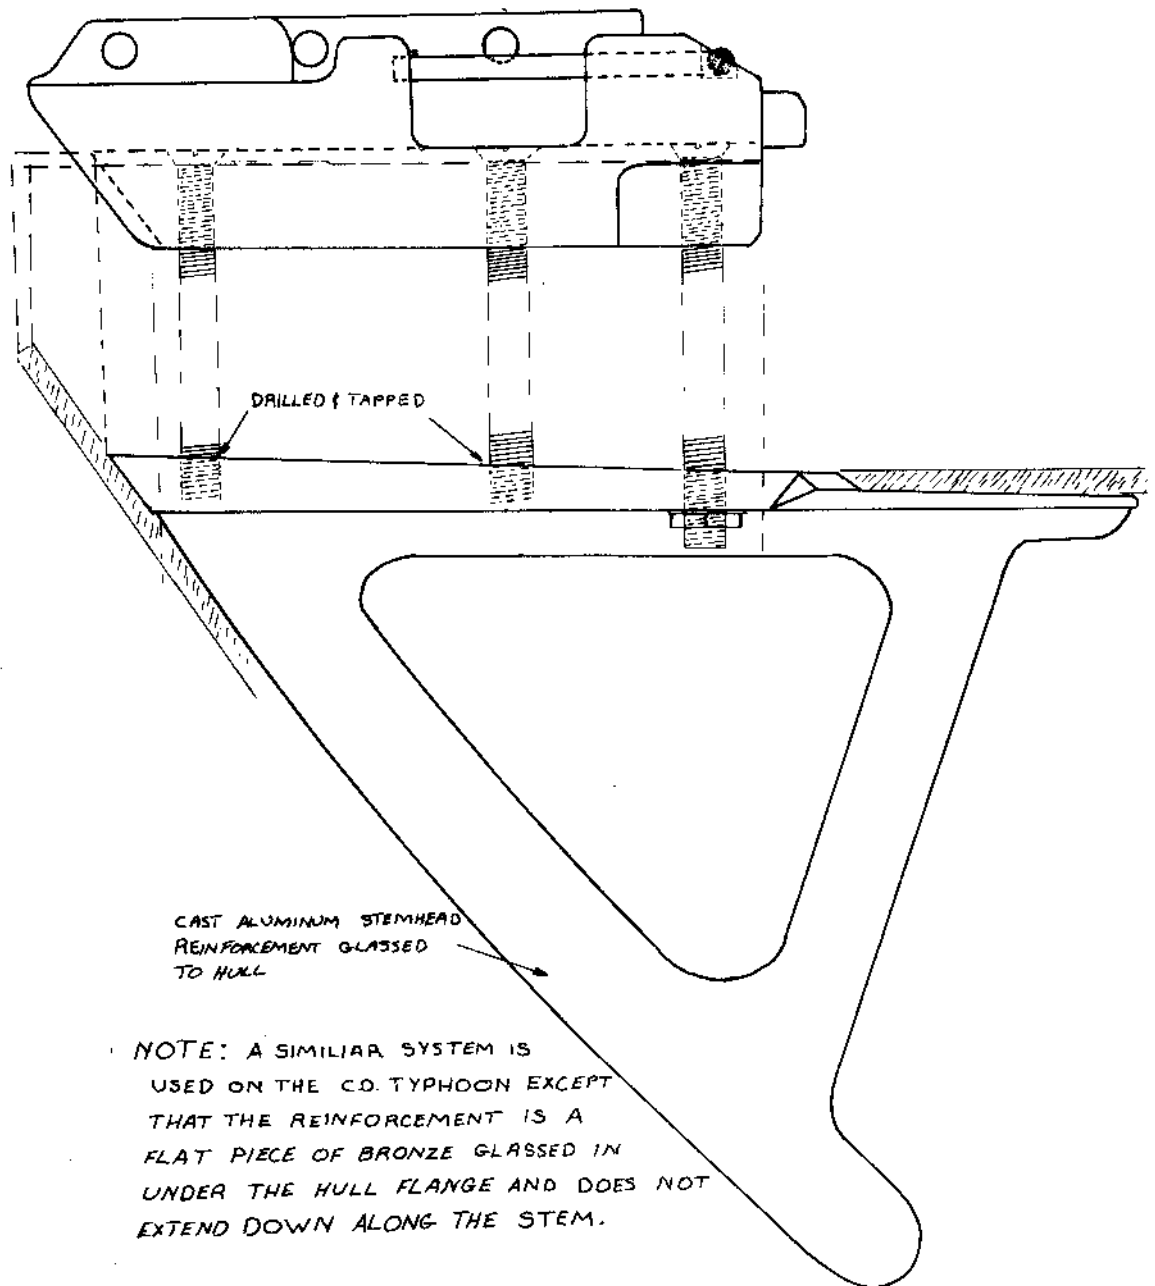 DRILLED & TAPPED
CAST ALUMINUM STEMHEAD
REINFORCEMENT GLASSED
TO HULL
NOTE: A SIMILIAR SYSTEM IS
USED ON THE C.D. TYPHOON EXCEPT
THAT THE REINFORCEMENT IS A
FLAT PIECE OF BRONZE GLASSED IN
UNDER THE HULL FLANGE AND DOES NOT
EXTEND DOWN ALONG THE STEM.